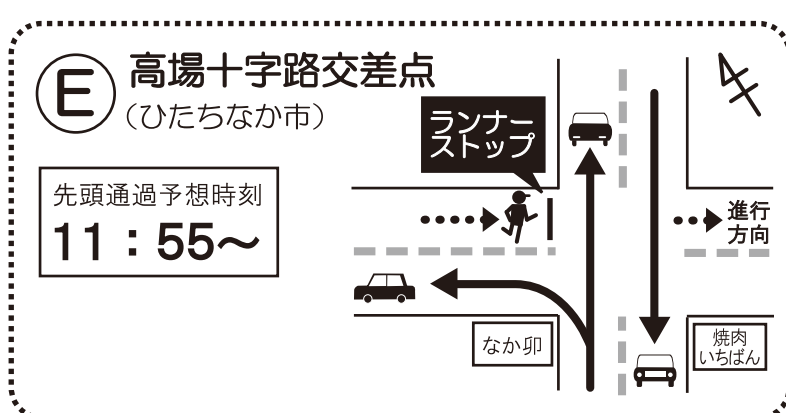 E
高場十字路交差点
(ひたちなか市)
先頭通過予想時刻
11：55～
ランナー
ストップ
進行
方向
なか卯
焼肉
いちばん